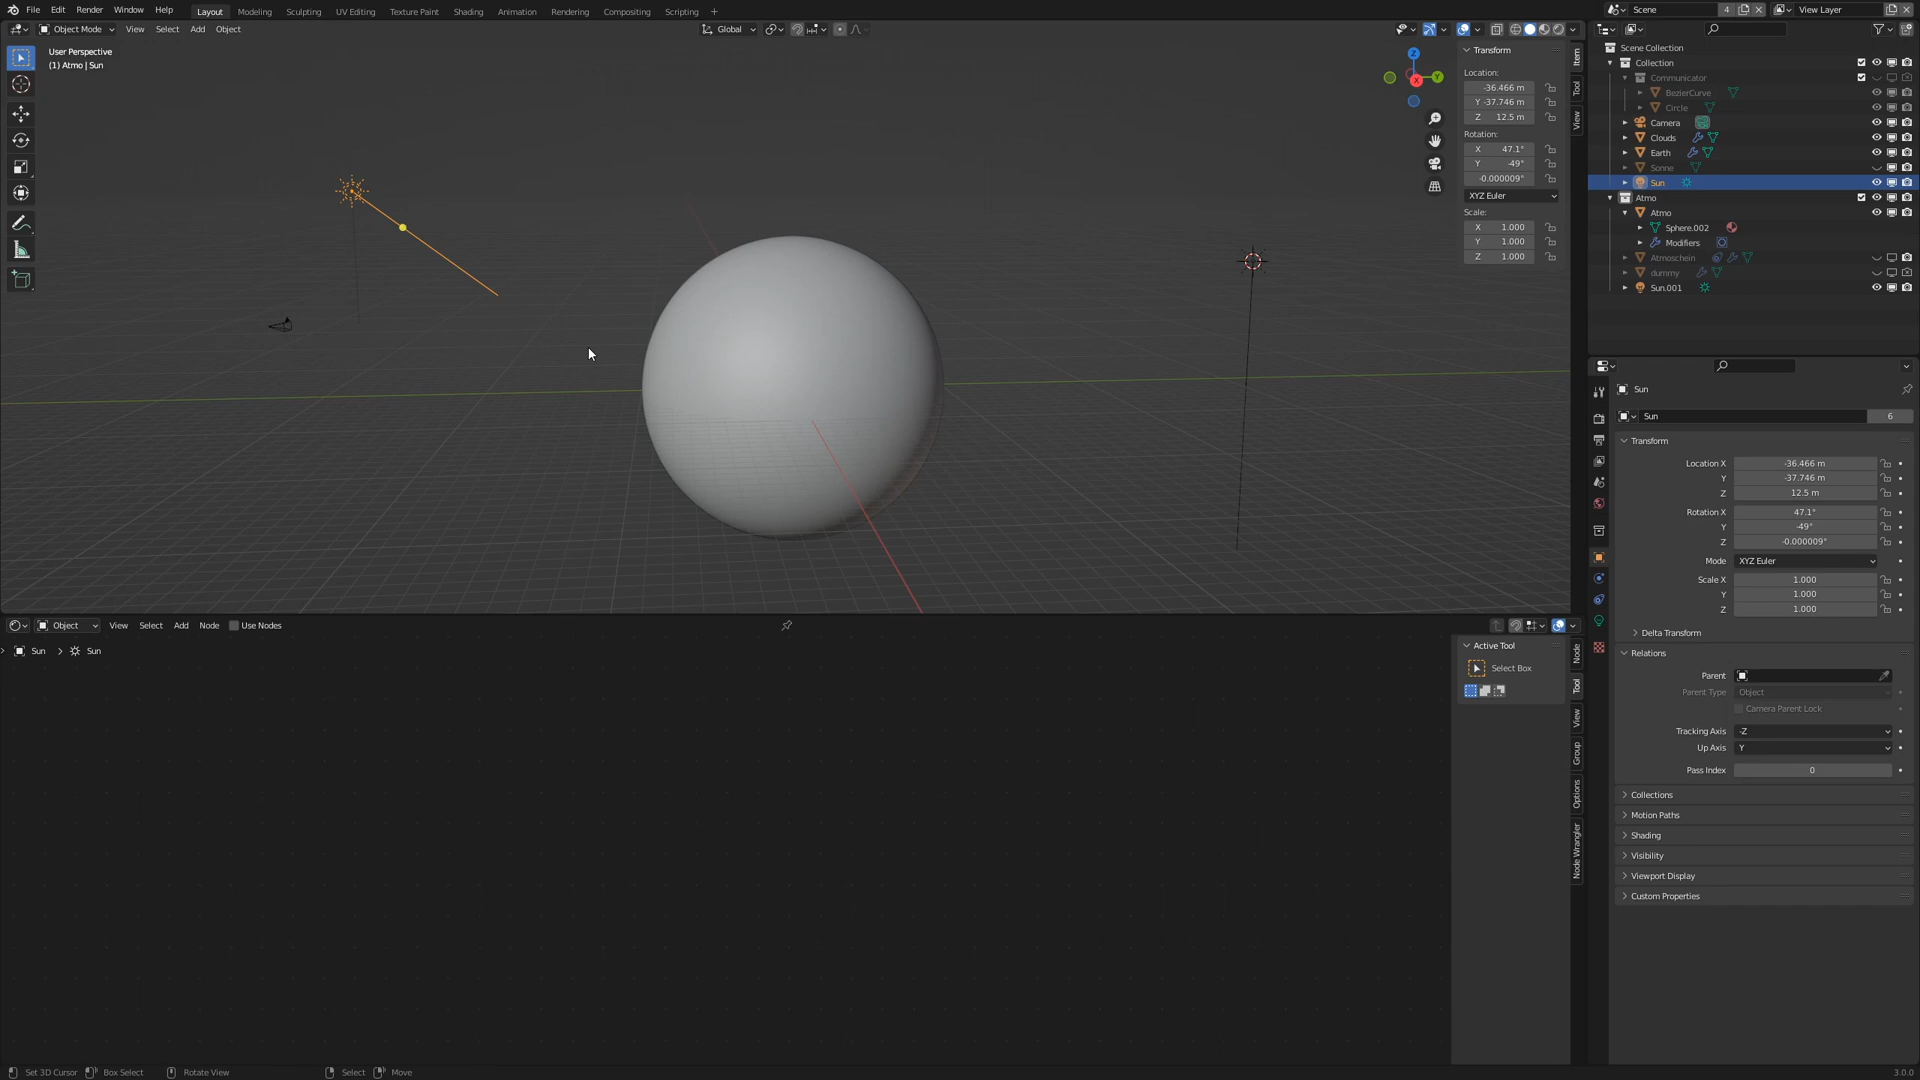 File Edit Render Window Help Layout Modeling Sculpting UV Editing Texture Paint Shading Animation Rendering Compositing Scripting + Scene 4 View Layer
Object Mode View Select Add Object Global
User Perspective
(1) Atmo | Sun
Transform
Location:
-36.466 m
Y -37.746 m
Z 12.5 m
Rotation:
X 47.1°
Y -49°
-0.000009°
XYZ Euler
Scale:
X 1.000
Y 1.000
Z 1.000
Item
Tool
View
Z
Y
X
Scene Collection
Collection
Communicator
BezierCurve
Circle
Camera
Clouds
Earth
Sonne
Sun
Atmo
Atmo
Sphere.002
Modifiers
Atmoschein
dummy
Sun.001
Sun
Sun 6
Transform
Location X -36.466 m
Y -37.746 m
Z 12.5 m
Rotation X 47.1°
Y -49°
Z -0.000009°
Mode XYZ Euler
Scale X 1.000
Y 1.000
Z 1.000
Delta Transform
Relations
Parent
Parent Type Object
Camera Parent Lock
Tracking Axis -Z
Up Axis Y
Pass Index 0
Collections
Motion Paths
Shading
Visibility
Viewport Display
Custom Properties
Object View Select Add Node Use Nodes
Sun > Sun
Active Tool
Select Box
Node
Tool
View
Group
Options
Node Wrangler
Set 3D Cursor Box Select Rotate View Select Move 3.0.0